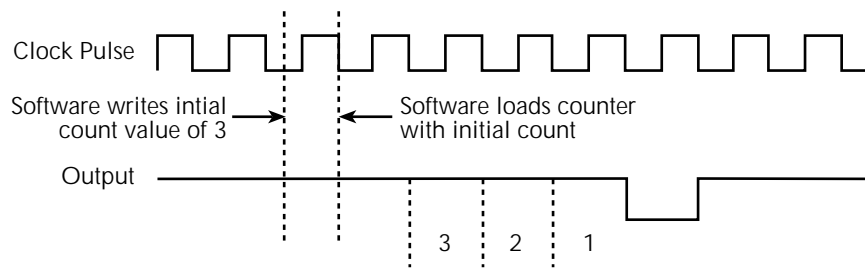 Clock Pulse
Software writes intial
count value of 3
Software loads counter
with initial count
Output
3 2 1